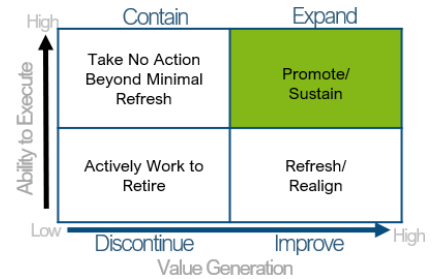 Contain
Expand
High
Take No Action
Beyond Minimal
Refresh
Promote/
Sustain
Ability to Execute
Actively Work to
Retire
Refresh/
Realign
Low
High
Discontinue
Improve
Value Generation